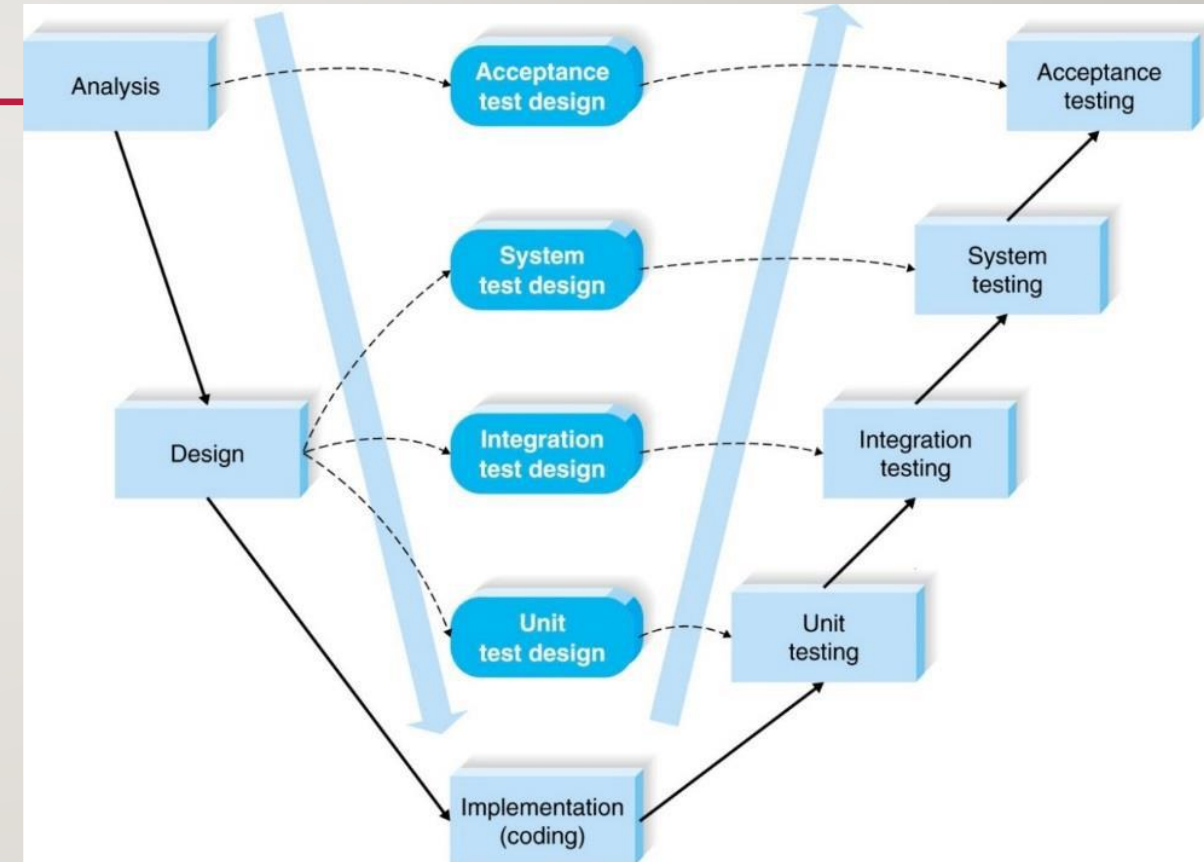 Analysis
Acceptance
test design
Acceptance
testing
System
test design
System
testing
Design
Integration
test design
Integration
testing
Unit
test design
Unit
testing
Implementation
(coding)